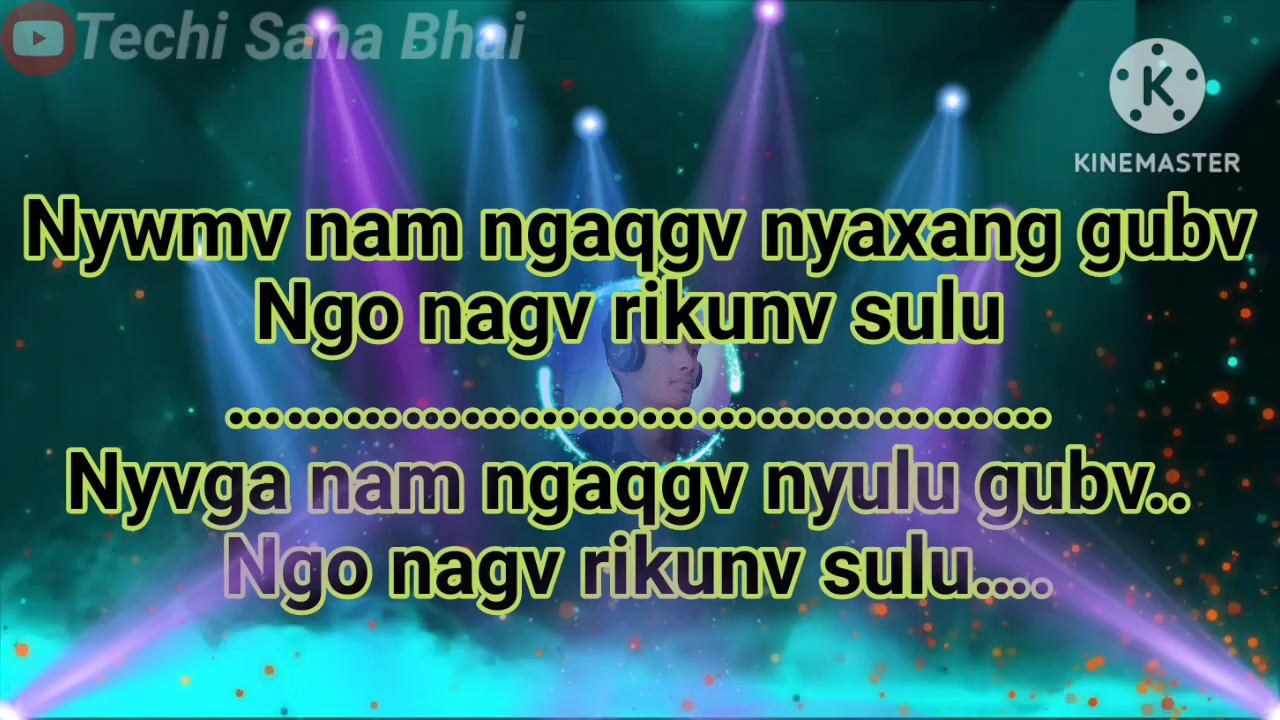 Techi Sana Bhai
K
KINEMASTER
Nywmv nam ngaqgv nyaxang gubv
Ngo nagv rikunv sulu
..........................................
Nyvga nam ngaqgv nyulu gubv..
Ngo nagv rikunv sulu....